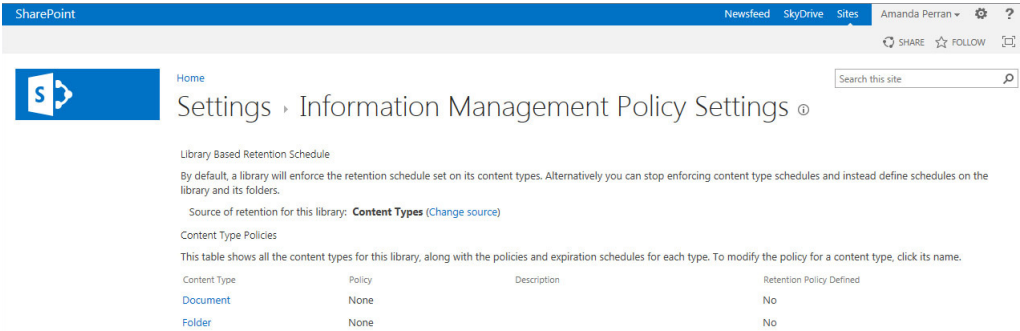 SharePoint Newsfeed SkyDrive Sites Amanda Perran ?
SHARE FOLLOW
S
Home Search this site
Settings › Information Management Policy Settings
Library Based Retention Schedule
By default, a library will enforce the retention schedule set on its content types. Alternatively you can stop enforcing content type schedules and instead define schedules on the
library and its folders.
Source of retention for this library: Content Types (Change source)
Content Type Policies
This table shows all the content types for this library, along with the policies and expiration schedules for each type. To modify the policy for a content type, click its name.
Content Type Policy Description Retention Policy Defined
Document None No
Folder None No